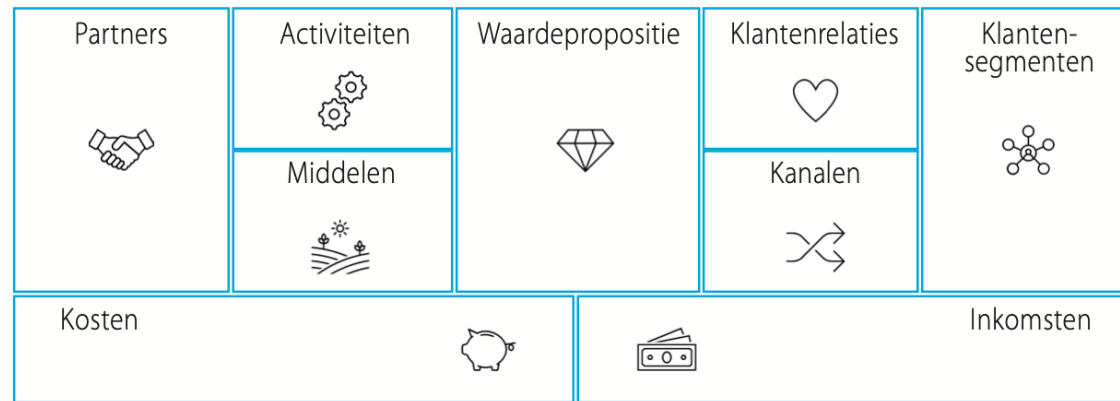 Partners
Activiteiten
Middelen
Waardepropositie
Klantenrelaties
Kanalen
Klanten-
segmenten
Kosten
Inkomsten